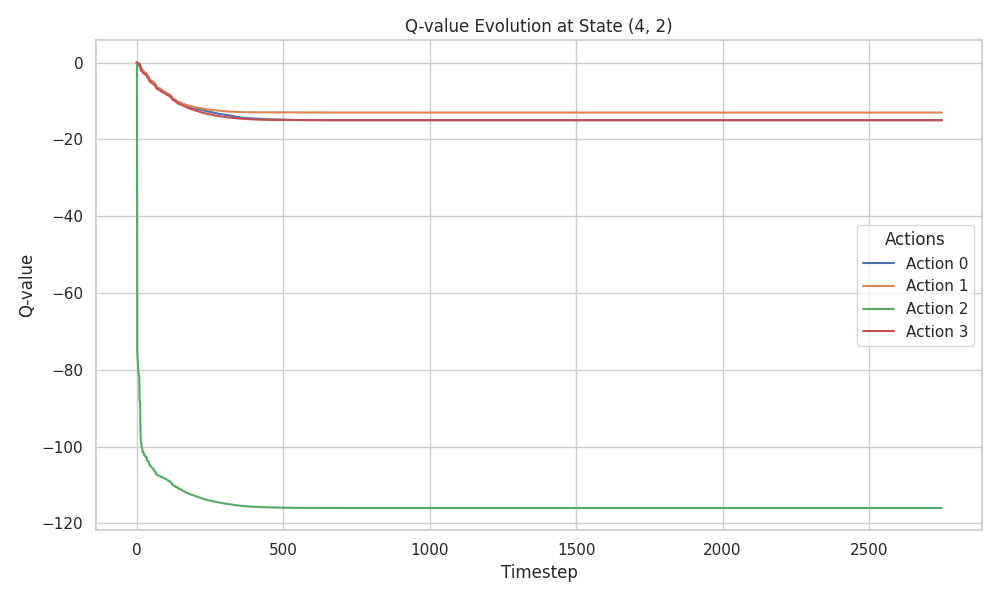 Q-value Evolution at State (4, 2)
Q-value
0
−20
−40
−60
−80
−100
−120
Actions
Action 0
Action 1
Action 2
Action 3
0
500
1000
1500
2000
2500
Timestep